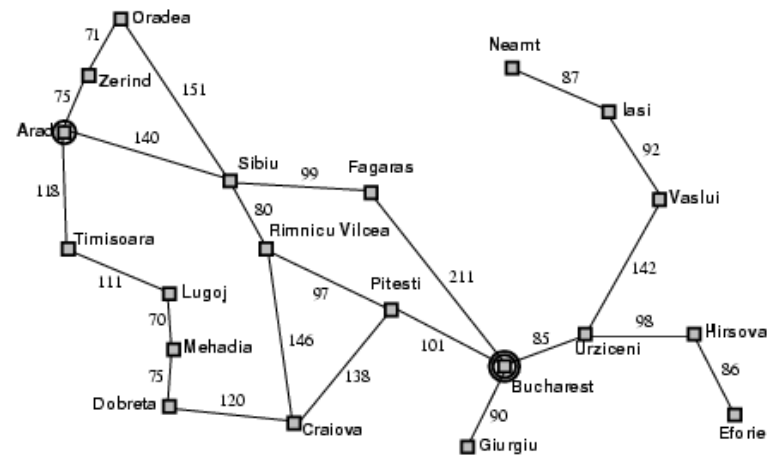 Oradea
71
Neamt
Zerind
87
75
151
Iasi
Arad
140
92
Sibiu
Fagaras
99
118
Vaslui
80
Timisoara
Rimnicu Vilcea
111
Lugoj
97
Pitesti
211
142
70
98
Hirsova
146
85
Mehadia
101
Urziceni
75
138
86
Bucharest
120
Dobreta
90
Craiova
Eforie
Giurgiu